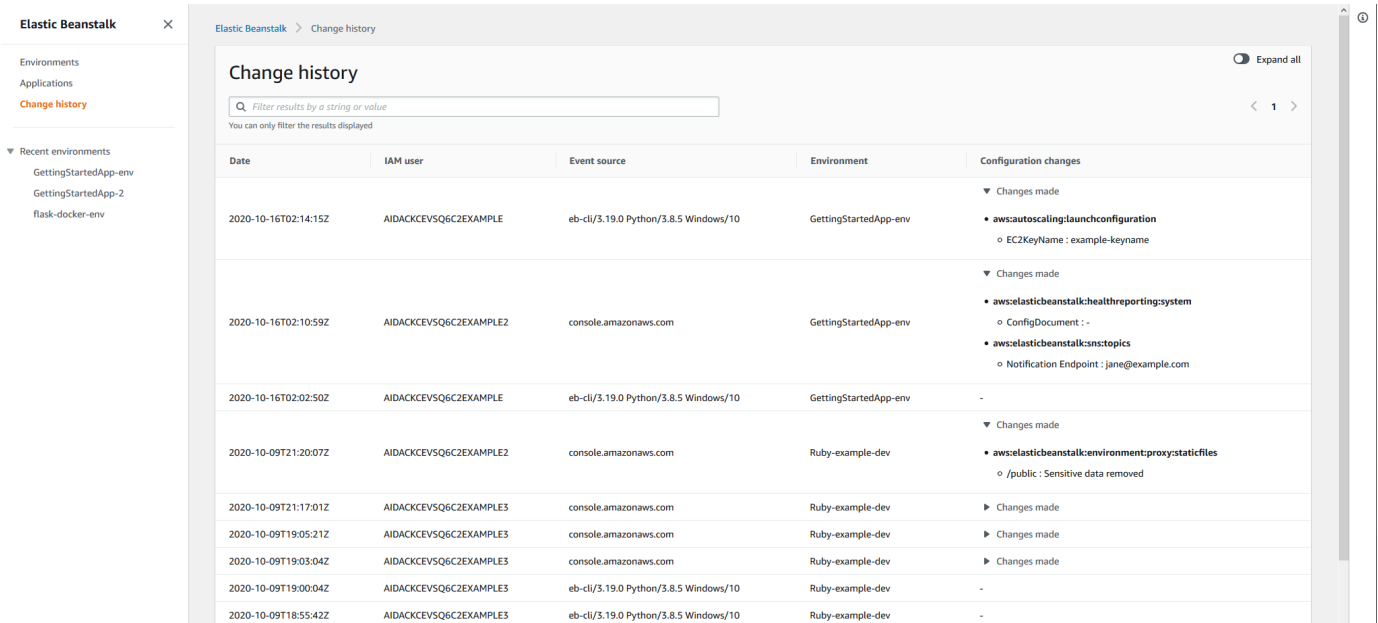 Elastic Beanstalk
Environments
Applications
Change history
Recent environments
GettingStartedApp-env
GettingStartedApp-2
flask-docker-env
Elastic Beanstalk > Change history
Change history
Expand all
Filter results by a string or value
You can only filter the results displayed
< 1 >
Date IAM user Event source Environment Configuration changes
Changes made
2020-10-16T02:14:15Z AIDACKCEVSQ6C2EXAMPLE eb-cli/3.19.0 Python/3.8.5 Windows/10 GettingStartedApp-env
aws:autoscaling:launchconfiguration
EC2KeyName : example-keyname
Changes made
aws:elasticbeanstalk:healthreporting:system
2020-10-16T02:10:59Z AIDACKCEVSQ6C2EXAMPLE2 console.amazonaws.com GettingStartedApp-env
ConfigDocument : -
aws:elasticbeanstalk:sns:topics
Notification Endpoint : jane@example.com
2020-10-16T02:02:50Z AIDACKCEVSQ6C2EXAMPLE eb-cli/3.19.0 Python/3.8.5 Windows/10 GettingStartedApp-env -
Changes made
2020-10-09T21:20:07Z AIDACKCEVSQ6C2EXAMPLE2 console.amazonaws.com Ruby-example-dev
aws:elasticbeanstalk:environment:proxy:staticfiles
/public : Sensitive data removed
2020-10-09T21:17:01Z AIDACKCEVSQ6C2EXAMPLE3 console.amazonaws.com Ruby-example-dev Changes made
2020-10-09T19:05:21Z AIDACKCEVSQ6C2EXAMPLE3 console.amazonaws.com Ruby-example-dev Changes made
2020-10-09T19:03:04Z AIDACKCEVSQ6C2EXAMPLE3 console.amazonaws.com Ruby-example-dev Changes made
2020-10-09T19:00:04Z AIDACKCEVSQ6C2EXAMPLE3 eb-cli/3.19.0 Python/3.8.5 Windows/10 Ruby-example-dev -
2020-10-09T18:55:42Z AIDACKCEVSQ6C2EXAMPLE3 eb-cli/3.19.0 Python/3.8.5 Windows/10 Ruby-example-dev -